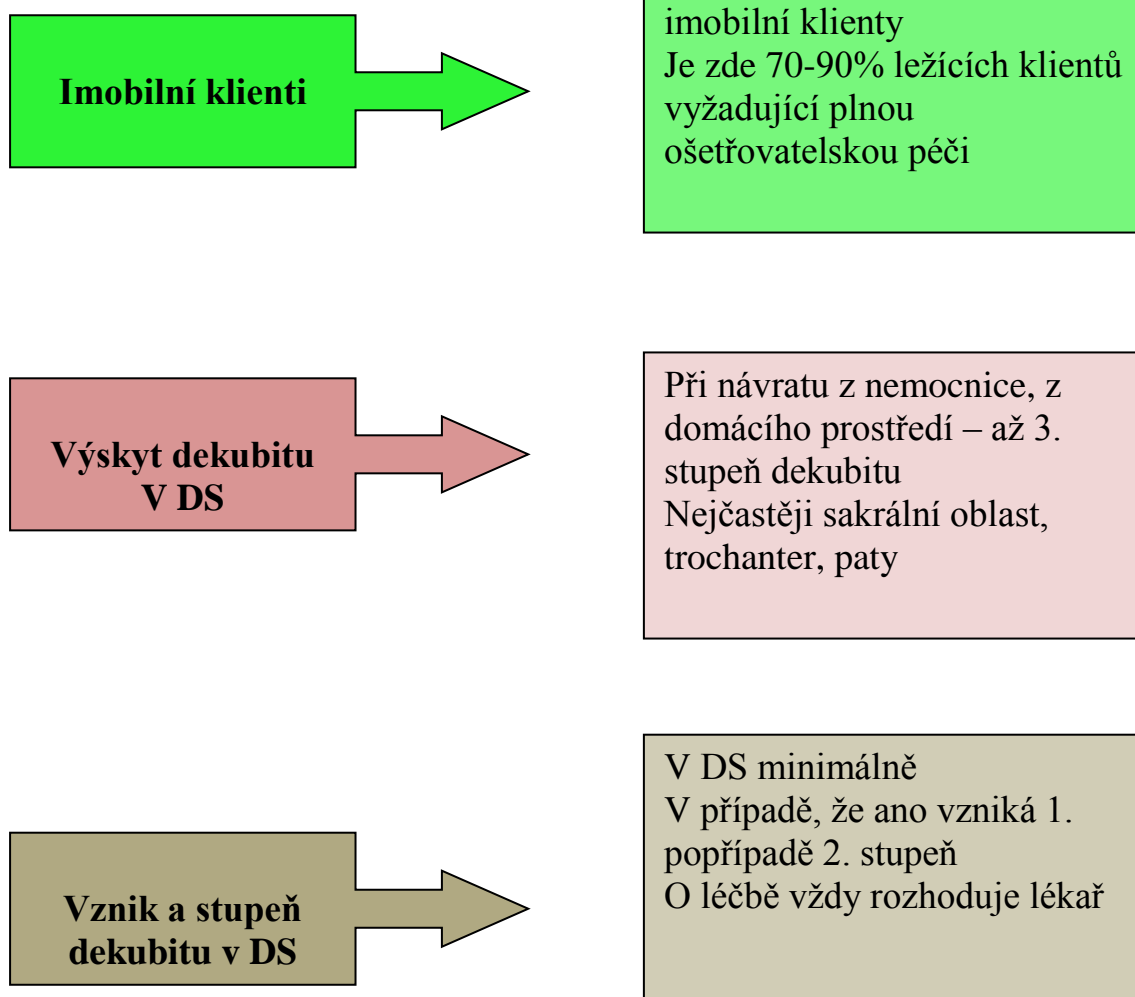 Imobilní klienti
imobilní klienty
Je zde 70-90% ležících klientů
vyžadující plnou
ošetřovatelskou péči
Výskyt dekubitu
V DS
Při návratu z nemocnice, z
domácího prostředí – až 3.
stupeň dekubitu
Nejčastěji sakrální oblast,
trochanter, paty
Vznik a stupeň
dekubitu v DS
V DS minimálně
V případě, že ano vzniká 1.
popřípadě 2. stupeň
O léčbě vždy rozhoduje lékař